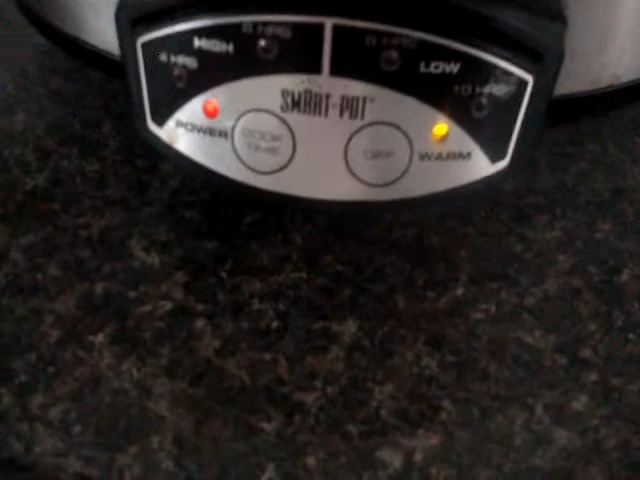 6 HRS
HIGH
4 HRS
8 HRS
LOW
10 HRS
SMART-POT
POWER
COOK
TIME
OFF
WARM